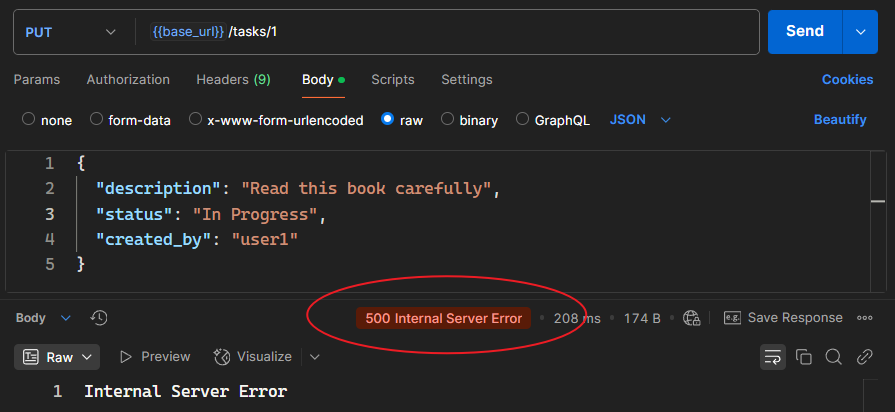 PUT {{base_url}} /tasks/1 Send
Params Authorization Headers (9) Body Scripts Settings Cookies
none form-data x-www-form-urlencoded raw binary GraphQL JSON Beautify
1 {
2 "description": "Read this book carefully",
3 "status": "In Progress",
4 "created_by": "user1"
5 }
Body 500 Internal Server Error 208 ms 174 B e.g. Save Response
Raw Preview Visualize
1 Internal Server Error